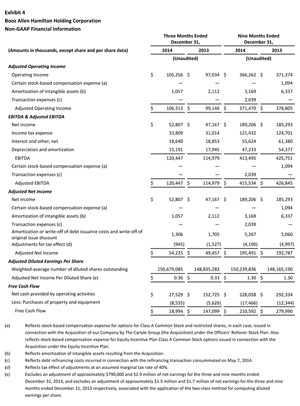 Exhibit 4
Booz Allen Hamilton Holding Corporation
Non-GAAP Financial Information
Three Months Ended December 31, Nine Months Ended December 31,
(Amounts in thousands, except share and per share data) 2014 2013 2014 2013
(Unaudited) (Unaudited)
Adjusted Operating Income
Operating Income $ 105,256 $ 97,034 $ 366,262 $ 371,374
Certain stock-based compensation expense (a) — — — 1,094
Amortization of intangible assets (b) 1,057 2,112 3,169 6,337
Transaction expenses (c) — — 2,039 —
Adjusted Operating Income $ 106,313 $ 99,146 $ 371,470 $ 378,805
EBITDA & Adjusted EBITDA
Net income $ 52,807 $ 47,167 $ 189,206 $ 185,293
Income tax expense 33,809 31,014 121,432 124,701
Interest and other, net 18,640 18,853 55,624 61,380
Depreciation and amortization 15,191 17,945 47,233 54,377
EBITDA 120,447 114,979 413,495 425,751
Certain stock-based compensation expense (a) — — — 1,094
Transaction expenses (c) — — 2,039 —
Adjusted EBITDA $ 120,447 $ 114,979 $ 415,534 $ 426,845
Adjusted Net Income
Net income $ 52,807 $ 47,167 $ 189,206 $ 185,293
Certain stock-based compensation expense (a) — — — 1,094
Amortization of intangible assets (b) 1,057 2,112 3,169 6,337
Transaction expenses (c) — — 2,039 —
Amortization or write-off of debt issuance costs and write-off of
original issue discount 1,306 1,705 5,267 5,060
Adjustments for tax effect (d) (945) (1,527) (4,190) (4,997)
Adjusted Net Income $ 54,225 $ 49,457 $ 195,491 $ 192,787
Adjusted Diluted Earnings Per Share
Weighted-average number of diluted shares outstanding 150,679,085 148,835,283 150,239,836 148,165,190
Adjusted Net Income Per Diluted Share (e) $ 0.36 $ 0.33 $ 1.30 $ 1.30
Free Cash Flow
Net cash provided by operating activities $ 27,529 $ 152,725 $ 228,058 $ 292,334
Less: Purchases of property and equipment (8,535) (5,626) (17,466) (12,344)
Free Cash Flow $ 18,994 $ 147,099 $ 210,592 $ 279,990
(a) Reflects stock-based compensation expense for options for Class A Common Stock and restricted shares, in each case, issued in
connection with the Acquisition of our Company by The Carlyle Group (the Acquisition) under the Officers' Rollover Stock Plan. Also
reflects stock-based compensation expense for Equity Incentive Plan Class A Common Stock options issued in connection with the
Acquisition under the Equity Incentive Plan.
(b) Reflects amortization of intangible assets resulting from the Acquisition.
(c) Reflects debt refinancing costs incurred in connection with the refinancing transaction consummated on May 7, 2014.
(d) Reflects tax effect of adjustments at an assumed marginal tax rate of 40%.
(e) Excludes an adjustment of approximately $790,000 and $2.9 million of net earnings for the three and nine months ended
December 31, 2014, and excludes an adjustment of approximately $1.5 million and $1.7 million of net earnings for the three and nine
months ended December 31, 2013 respectively, associated with the application of the two-class method for computing diluted
earnings per share.